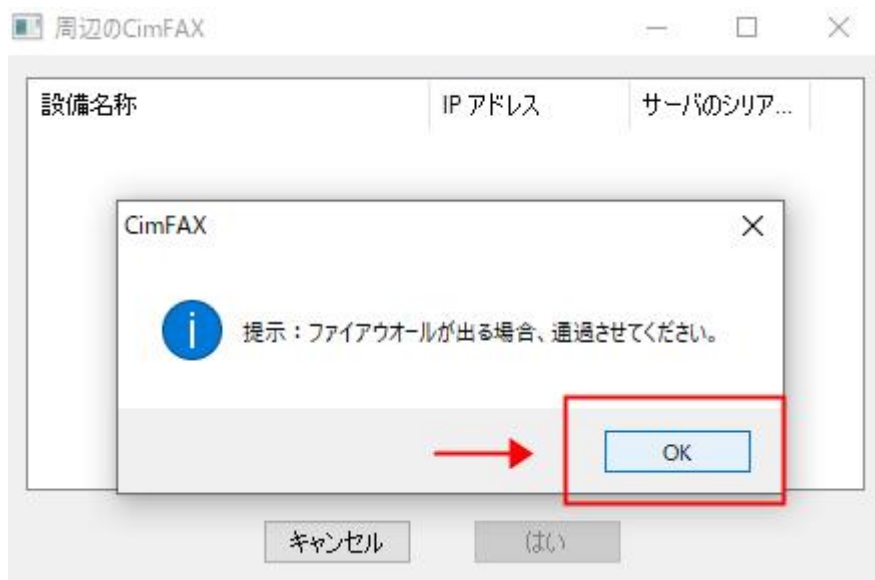 周辺のCimFAX
設備名称 IP アドレス サーバのシリア...
CimFAX
提示：ファイアウオールが出る場合、通過させてください。
OK
キャンセル はい